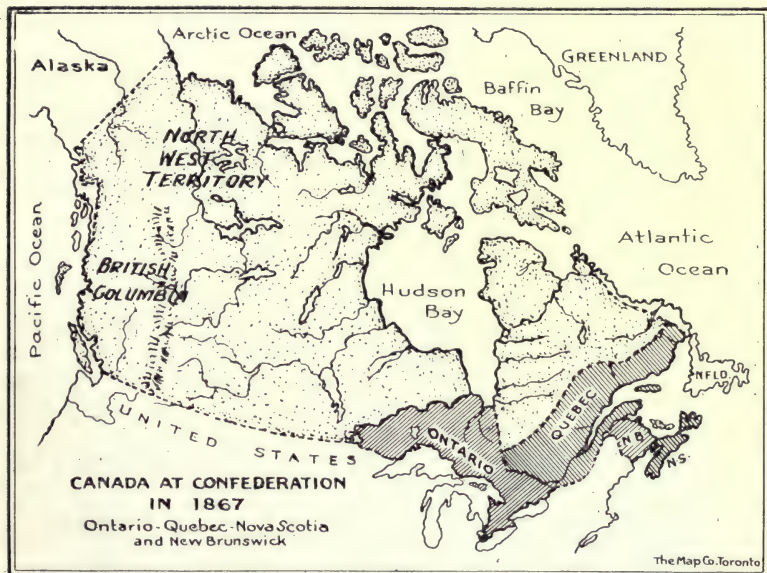 Arctic Ocean
GREENLAND
Alaska
Baffin
Bay
NORTH
WEST
TERRITORY
Pacific Ocean
Atlantic
Ocean
BRITISH
COLUMBIA
Hudson
Bay
NFLD.
QUEBEC
UNITED STATES
ONTARIO
N.B.
N.S.
CANADA AT CONFEDERATION
IN 1867
Ontario-Quebec-Nova Scotia
and New Brunswick
The Map Co. Toronto